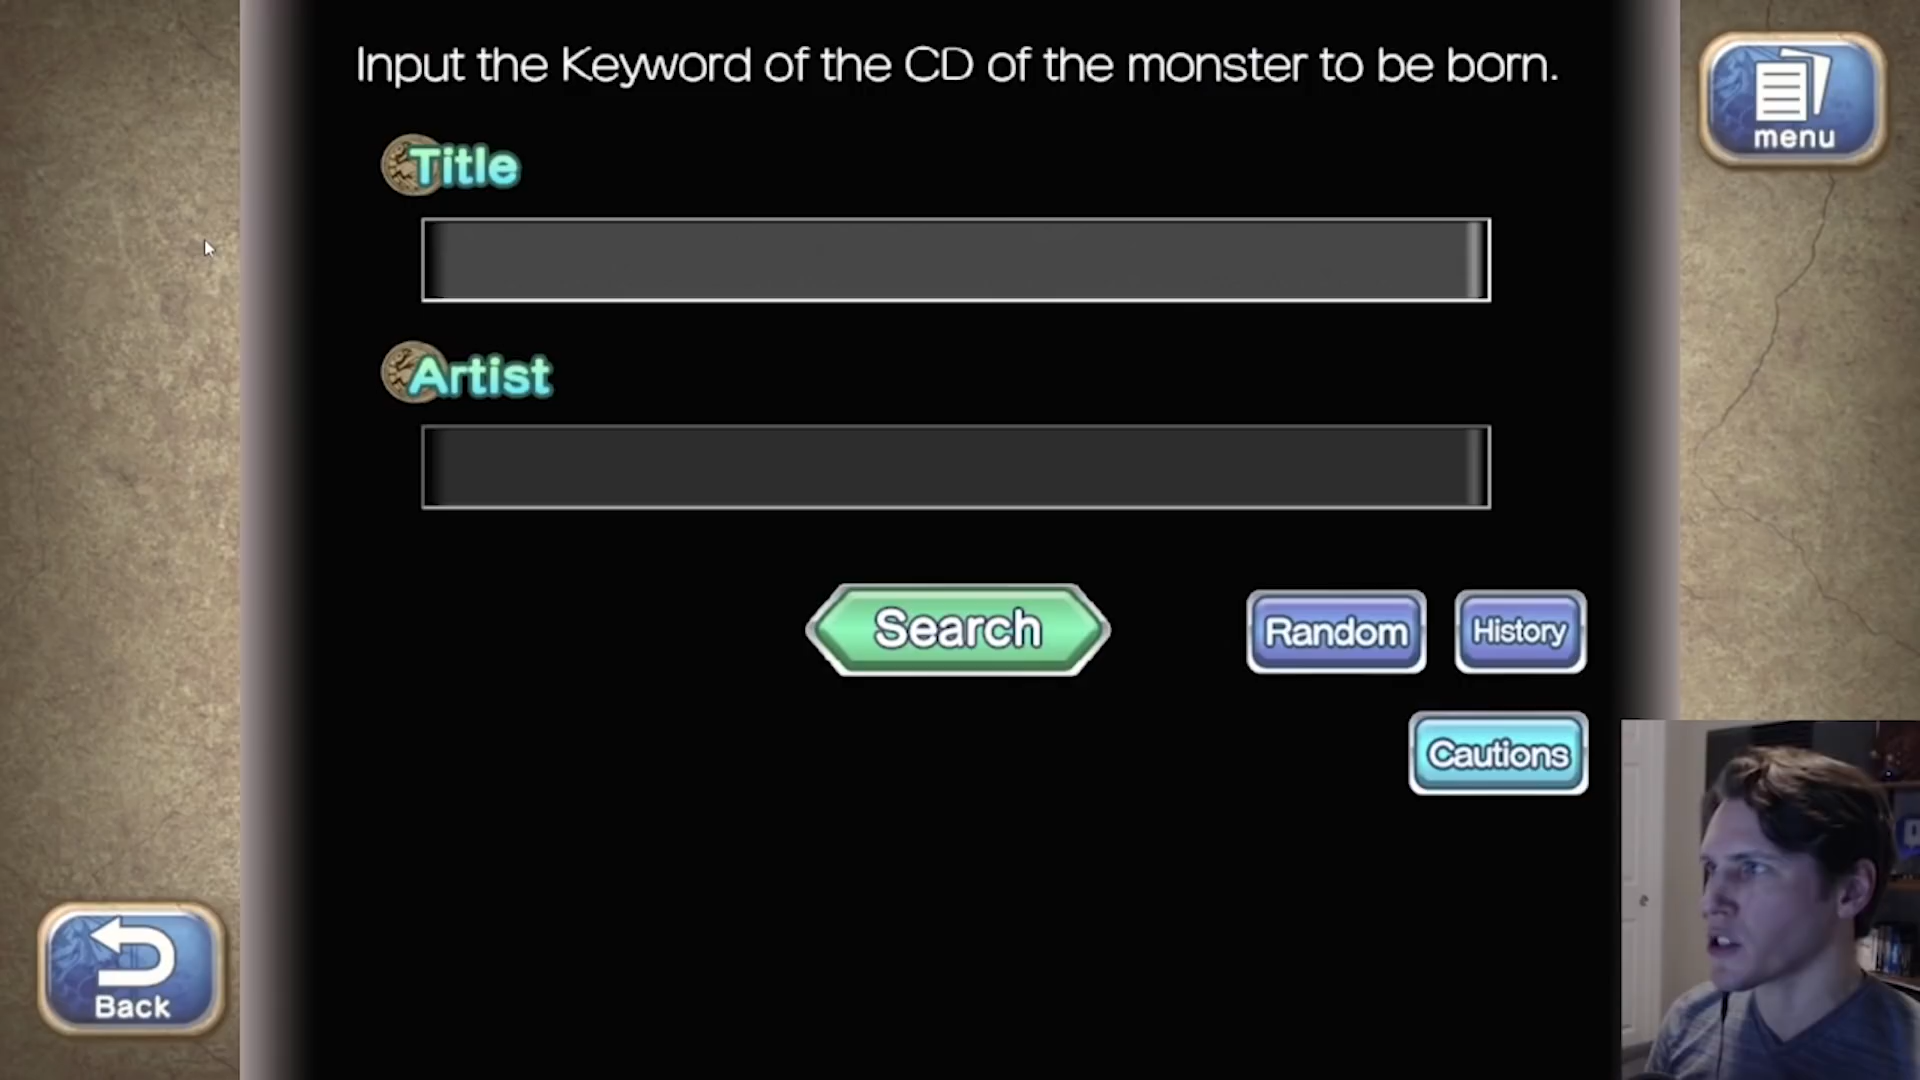 Input the Keyword of the CD of the monster to be born.
menu
Title
Artist
Search
Random
History
Cautions
Back